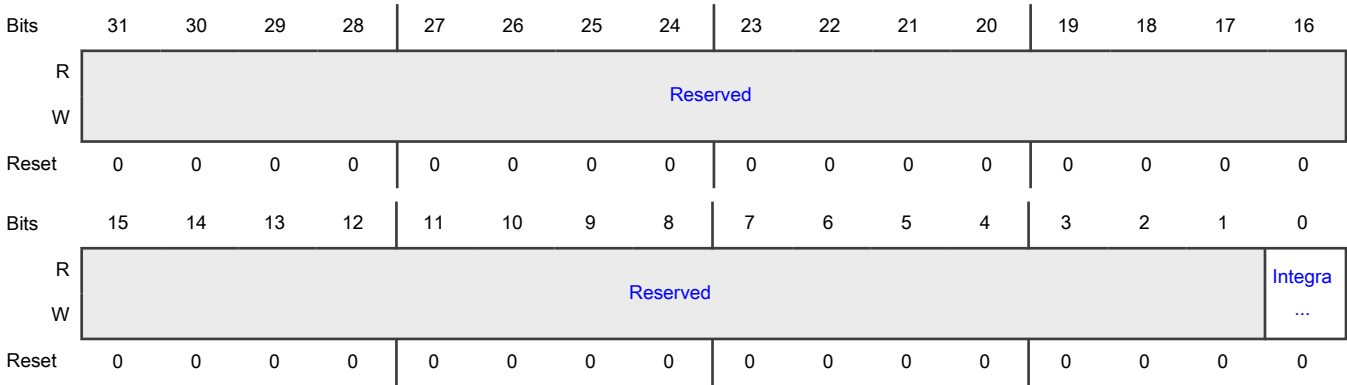 Bits 31 30 29 28 27 26 25 24 23 22 21 20 19 18 17 16
R
Reserved
W
Reset 0 0 0 0 0 0 0 0 0 0 0 0 0 0 0 0
Bits 15 14 13 12 11 10 9 8 7 6 5 4 3 2 1 0
R
Reserved
Integra
...
W
Reset 0 0 0 0 0 0 0 0 0 0 0 0 0 0 0 0